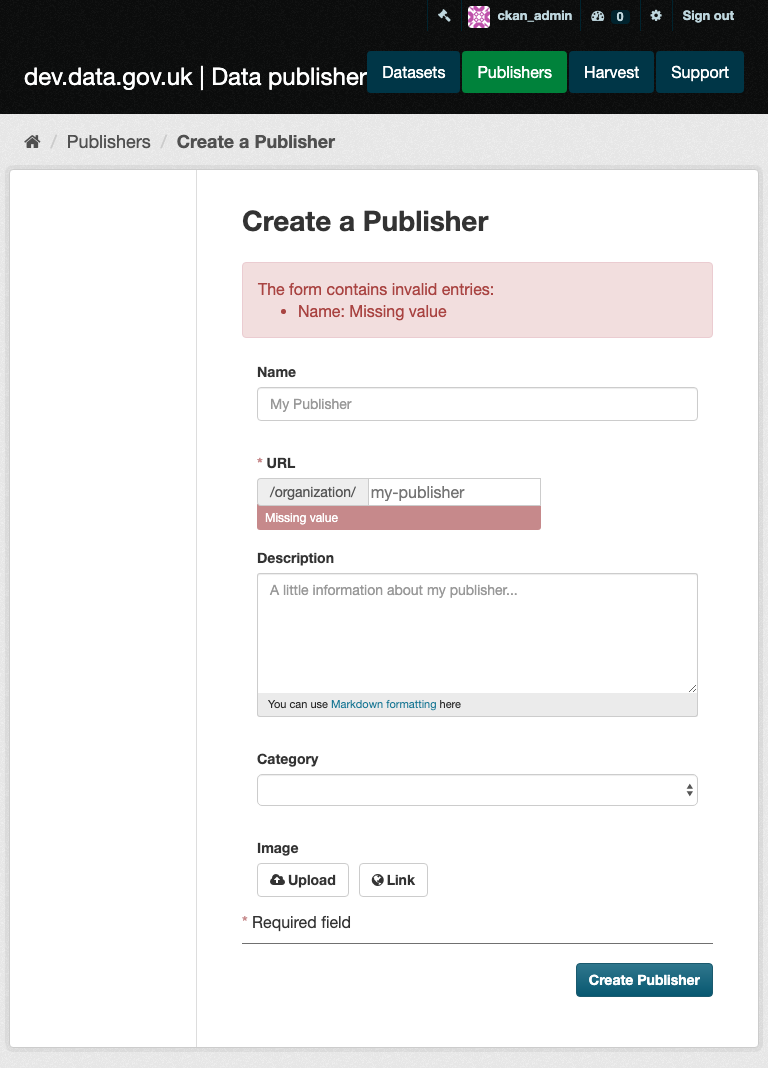 ckan_admin 0 Sign out
dev.data.gov.uk | Data publisher Datasets Publishers Harvest Support
/ Publishers / Create a Publisher
Create a Publisher
The form contains invalid entries:
• Name: Missing value
Name
My Publisher
* URL
/organization/ my-publisher
Missing value
Description
A little information about my publisher...
You can use Markdown formatting here
Category
Image
Upload Link
* Required field
Create Publisher